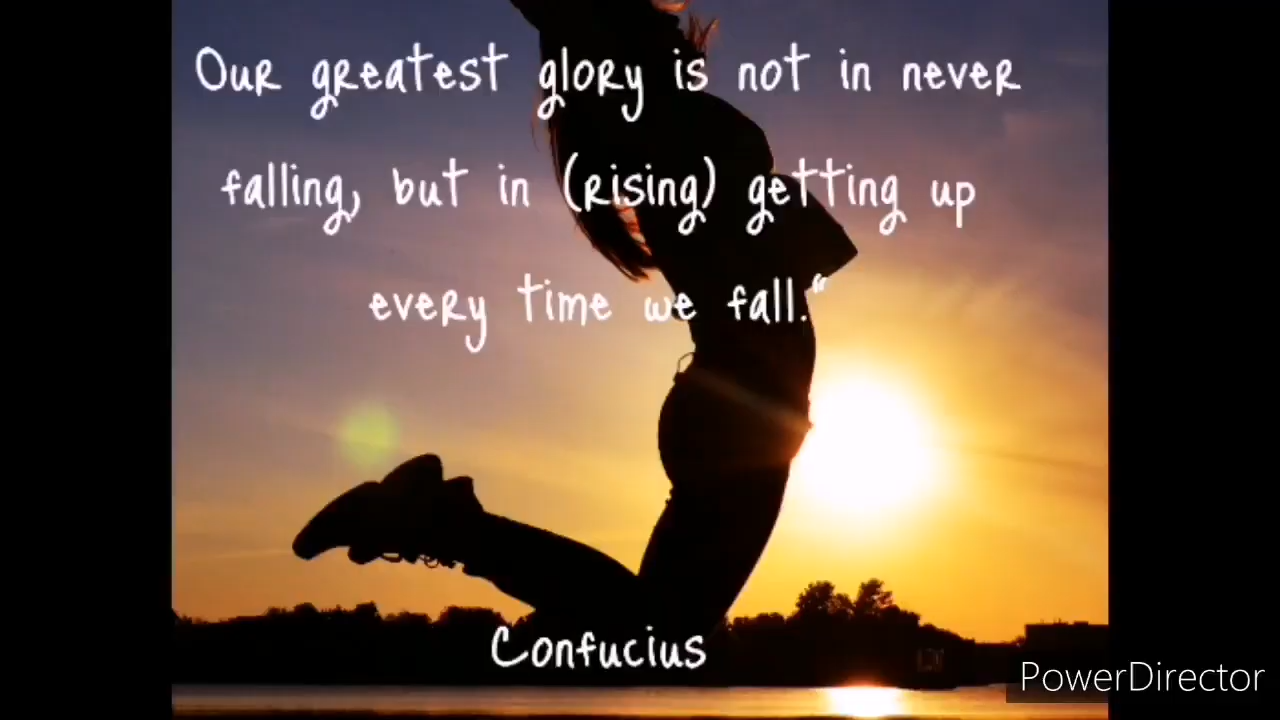 Our greatest glory is not in never
falling, but in (rising) getting up
every time we fall.“
Confucius
PowerDirector